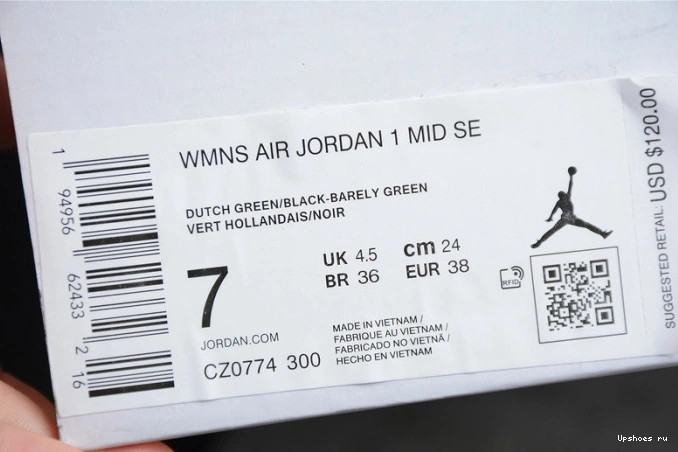 WMNS AIR JORDAN 1 MID SE
DUTCH GREEN/BLACK-BARELY GREEN
VERT HOLLANDAIS/NOIR
7
UK 4.5
cm 24
BR 36
EUR 38
RFID
JORDAN.COM
CZ0774 300
MADE IN VIETNAM /
FABRIQUE AU VIETNAM /
FABRICADO NO VIETNÃ /
HECHO EN VIETNAM
1 94956 62433 2 16
SUGGESTED RETAIL: USD $120.00
Upshoes ru